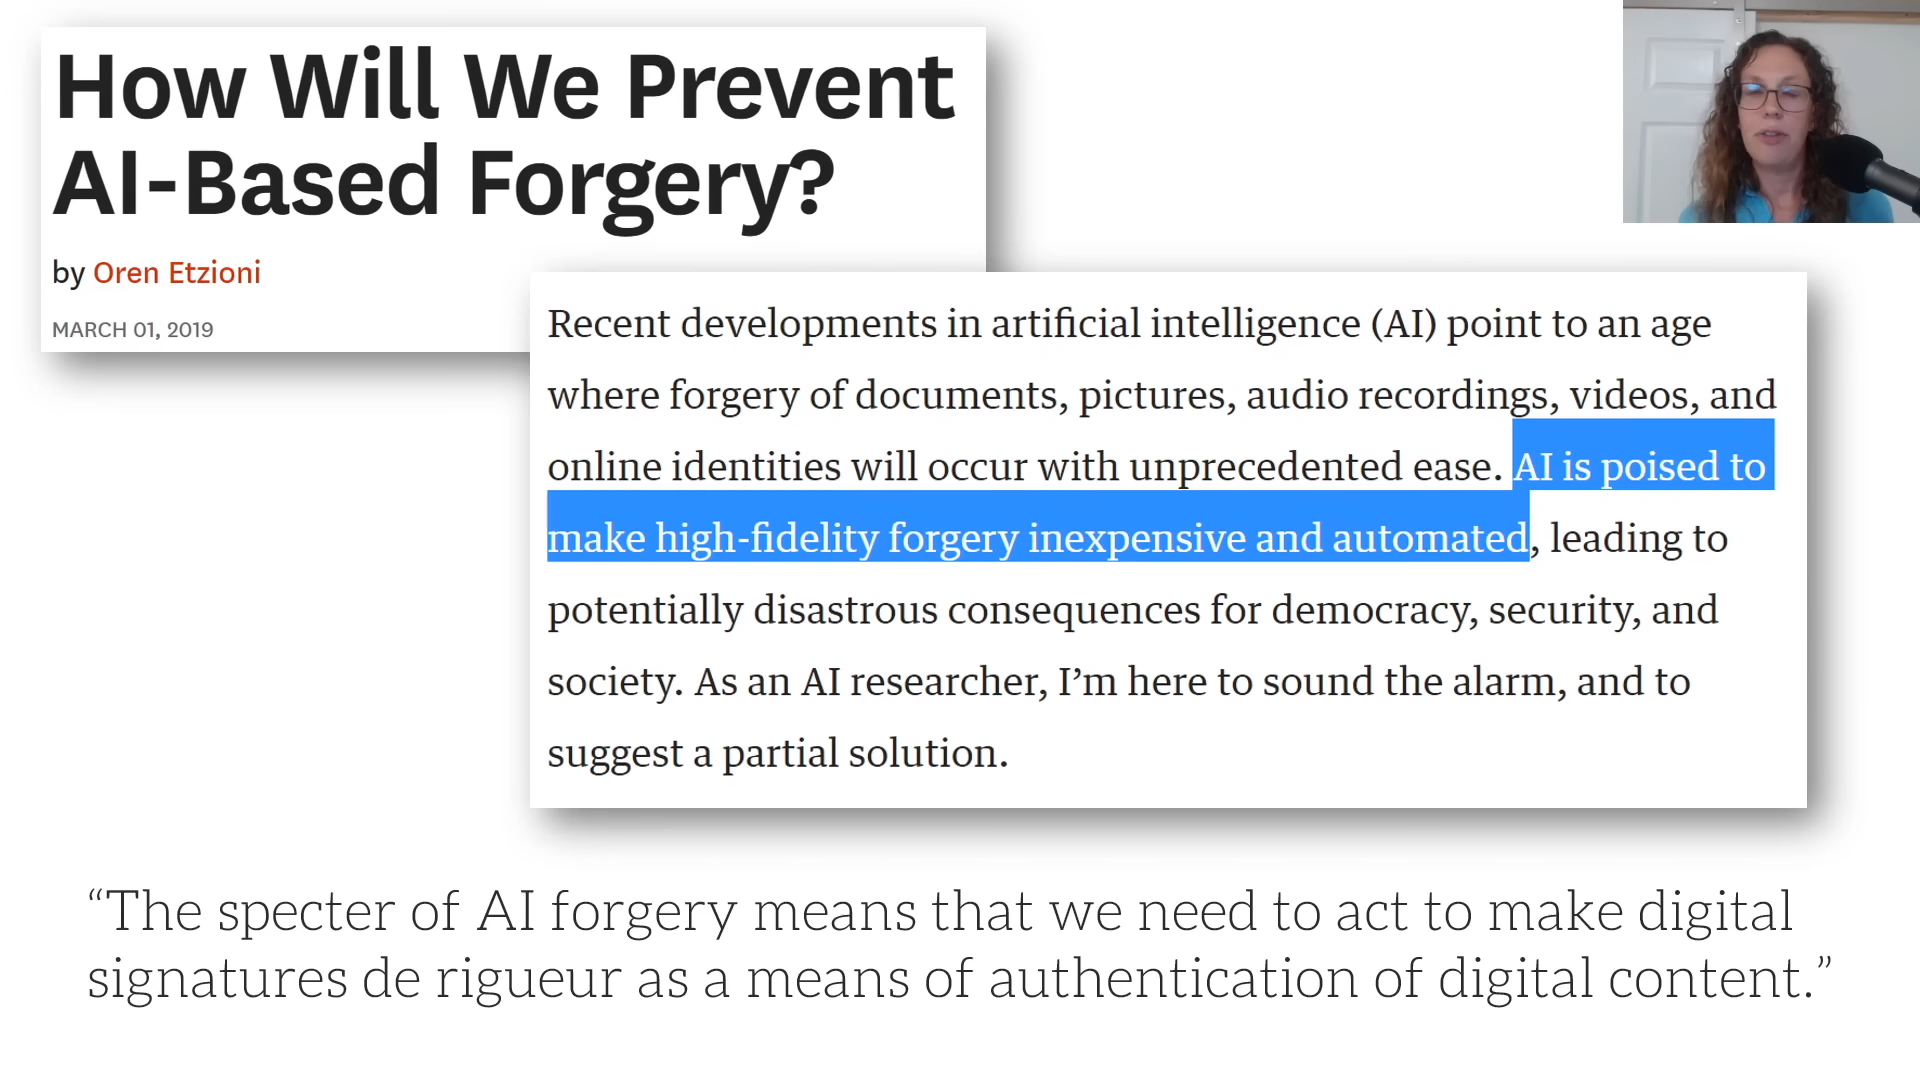 How Will We Prevent
AI-Based Forgery?
by Oren Etzioni
MARCH 01, 2019
Recent developments in artificial intelligence (AI) point to an age
where forgery of documents, pictures, audio recordings, videos, and
online identities will occur with unprecedented ease. AI is poised to
make high-fidelity forgery inexpensive and automated, leading to
potentially disastrous consequences for democracy, security, and
society. As an AI researcher, I’m here to sound the alarm, and to
suggest a partial solution.
“The specter of AI forgery means that we need to act to make digital
signatures de rigueur as a means of authentication of digital content.”